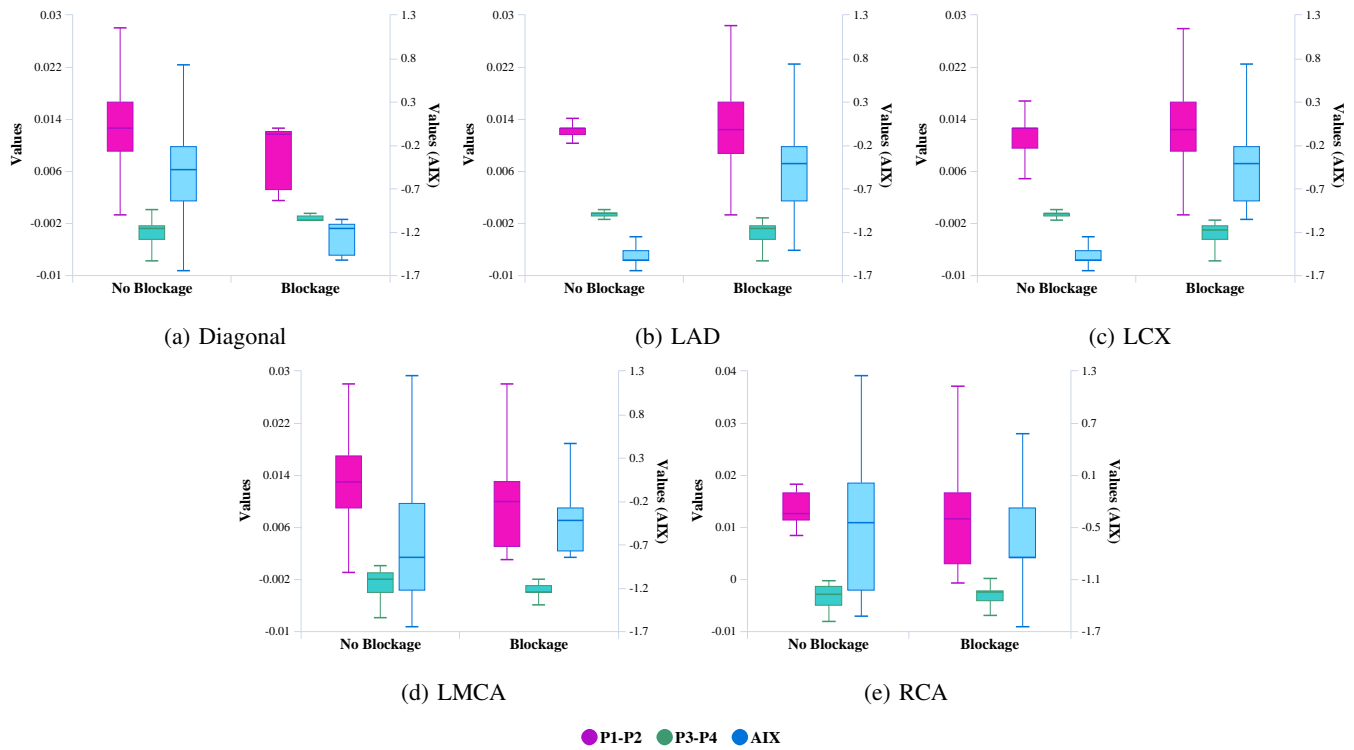 0.03
0.022
0.014
0.006
-0.002
-0.01
Values
1.3
0.8
0.3
-0.2
-0.7
-1.2
-1.7
Values (AIX)
No Blockage
Blockage
(a) Diagonal
0.03
0.022
0.014
0.006
-0.002
-0.01
Values
1.3
0.8
0.3
-0.2
-0.7
-1.2
-1.7
Values (AIX)
No Blockage
Blockage
(b) LAD
0.03
0.022
0.014
0.006
-0.002
-0.01
Values
1.3
0.8
0.3
-0.2
-0.7
-1.2
-1.7
Values (AIX)
No Blockage
Blockage
(c) LCX
0.03
0.022
0.014
0.006
-0.002
-0.01
Values
1.3
0.8
0.3
-0.2
-0.7
-1.2
-1.7
Values (AIX)
No Blockage
Blockage
(d) LMCA
0.04
0.03
0.02
0.01
0
-0.01
Values
1.3
0.7
0.1
-0.5
-1.1
-1.7
Values (AIX)
No Blockage
Blockage
(e) RCA
P1-P2 P3-P4 AIX